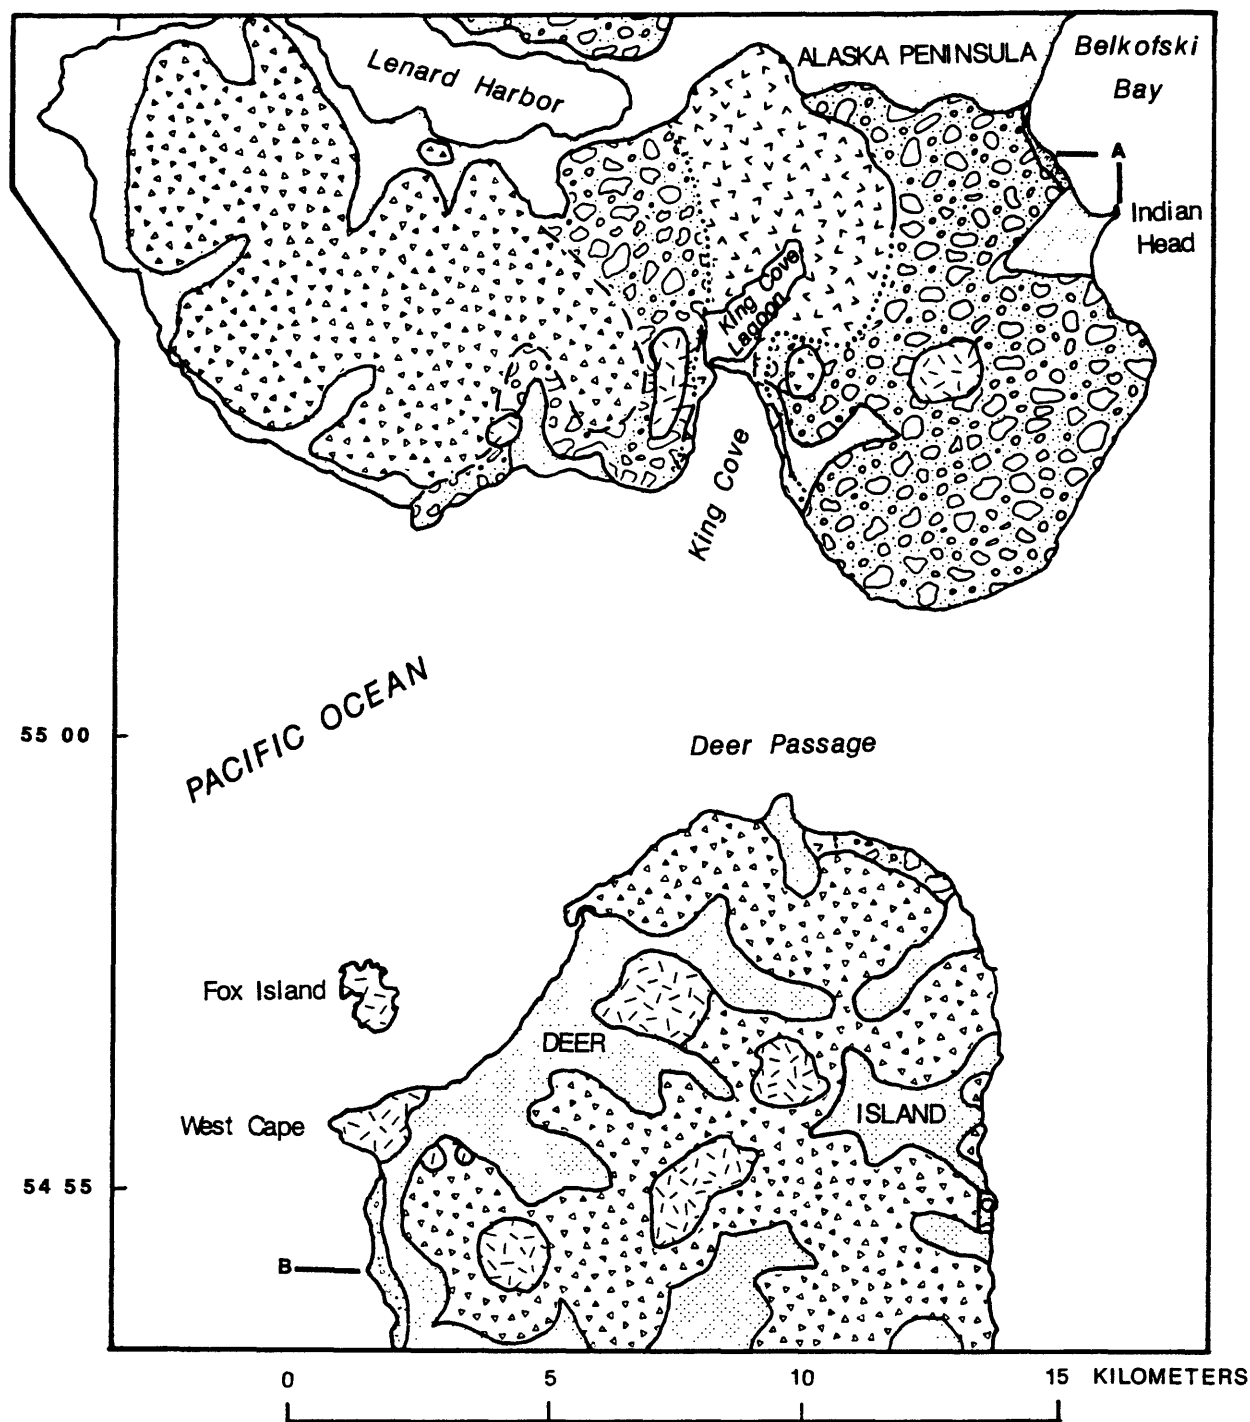 ALASKA PENINSULA
Belkofski
Bay
Lenard Harbor
A
Indian
Head
King Cove
Lagoon
King Cove
PACIFIC OCEAN
55 00
Deer Passage
Fox Island
DEER
ISLAND
West Cape
54 55
B
0 5 10 15 KILOMETERS